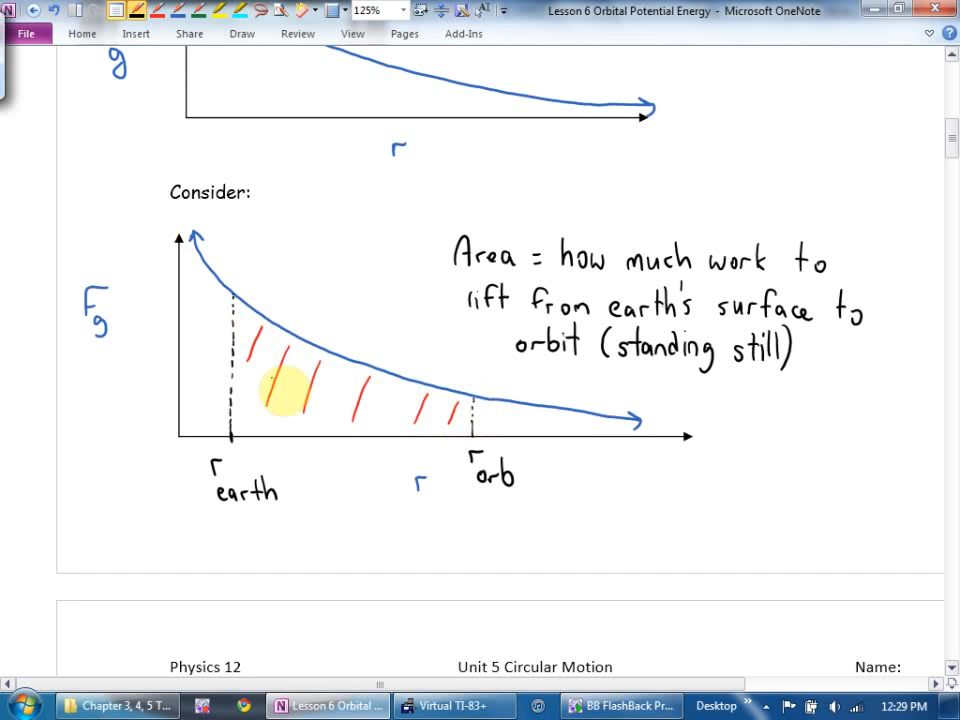 125%
Lesson 6 Orbital Potential Energy - Microsoft OneNote
File Home Insert Share Draw Review View Pages Add-Ins
g
r
Consider:
Fg
Area = how much work to
lift from earth's surface to
orbit (standing still)
r earth
r
r orb
Physics 12 Unit 5 Circular Motion Name:
Chapter 3, 4, 5 T... Lesson 6 Orbital ... Virtual TI-83+ BB FlashBack Pr... Desktop » 12:29 PM